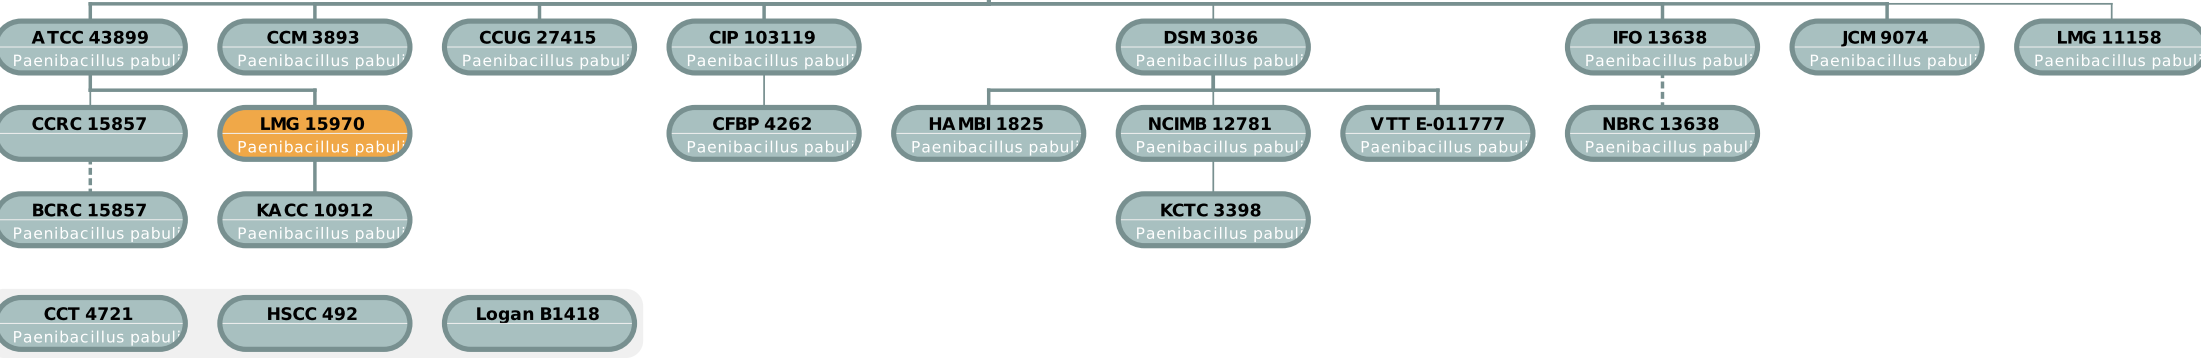 ATCC 43899
Paenibacillus pabuli
CCM 3893
Paenibacillus pabuli
CCUG 27415
Paenibacillus pabuli
CIP 103119
Paenibacillus pabuli
DSM 3036
Paenibacillus pabuli
IFO 13638
Paenibacillus pabuli
JCM 9074
Paenibacillus pabuli
LMG 11158
Paenibacillus pabuli
CCRC 15857
LMG 15970
Paenibacillus pabuli
CFBP 4262
Paenibacillus pabuli
HAMBI 1825
Paenibacillus pabuli
NCIMB 12781
Paenibacillus pabuli
VTT E-011777
Paenibacillus pabuli
NBRC 13638
Paenibacillus pabuli
BCRC 15857
Paenibacillus pabuli
KACC 10912
Paenibacillus pabuli
KCTC 3398
Paenibacillus pabuli
CCT 4721
Paenibacillus pabuli
HSCC 492
Logan B1418